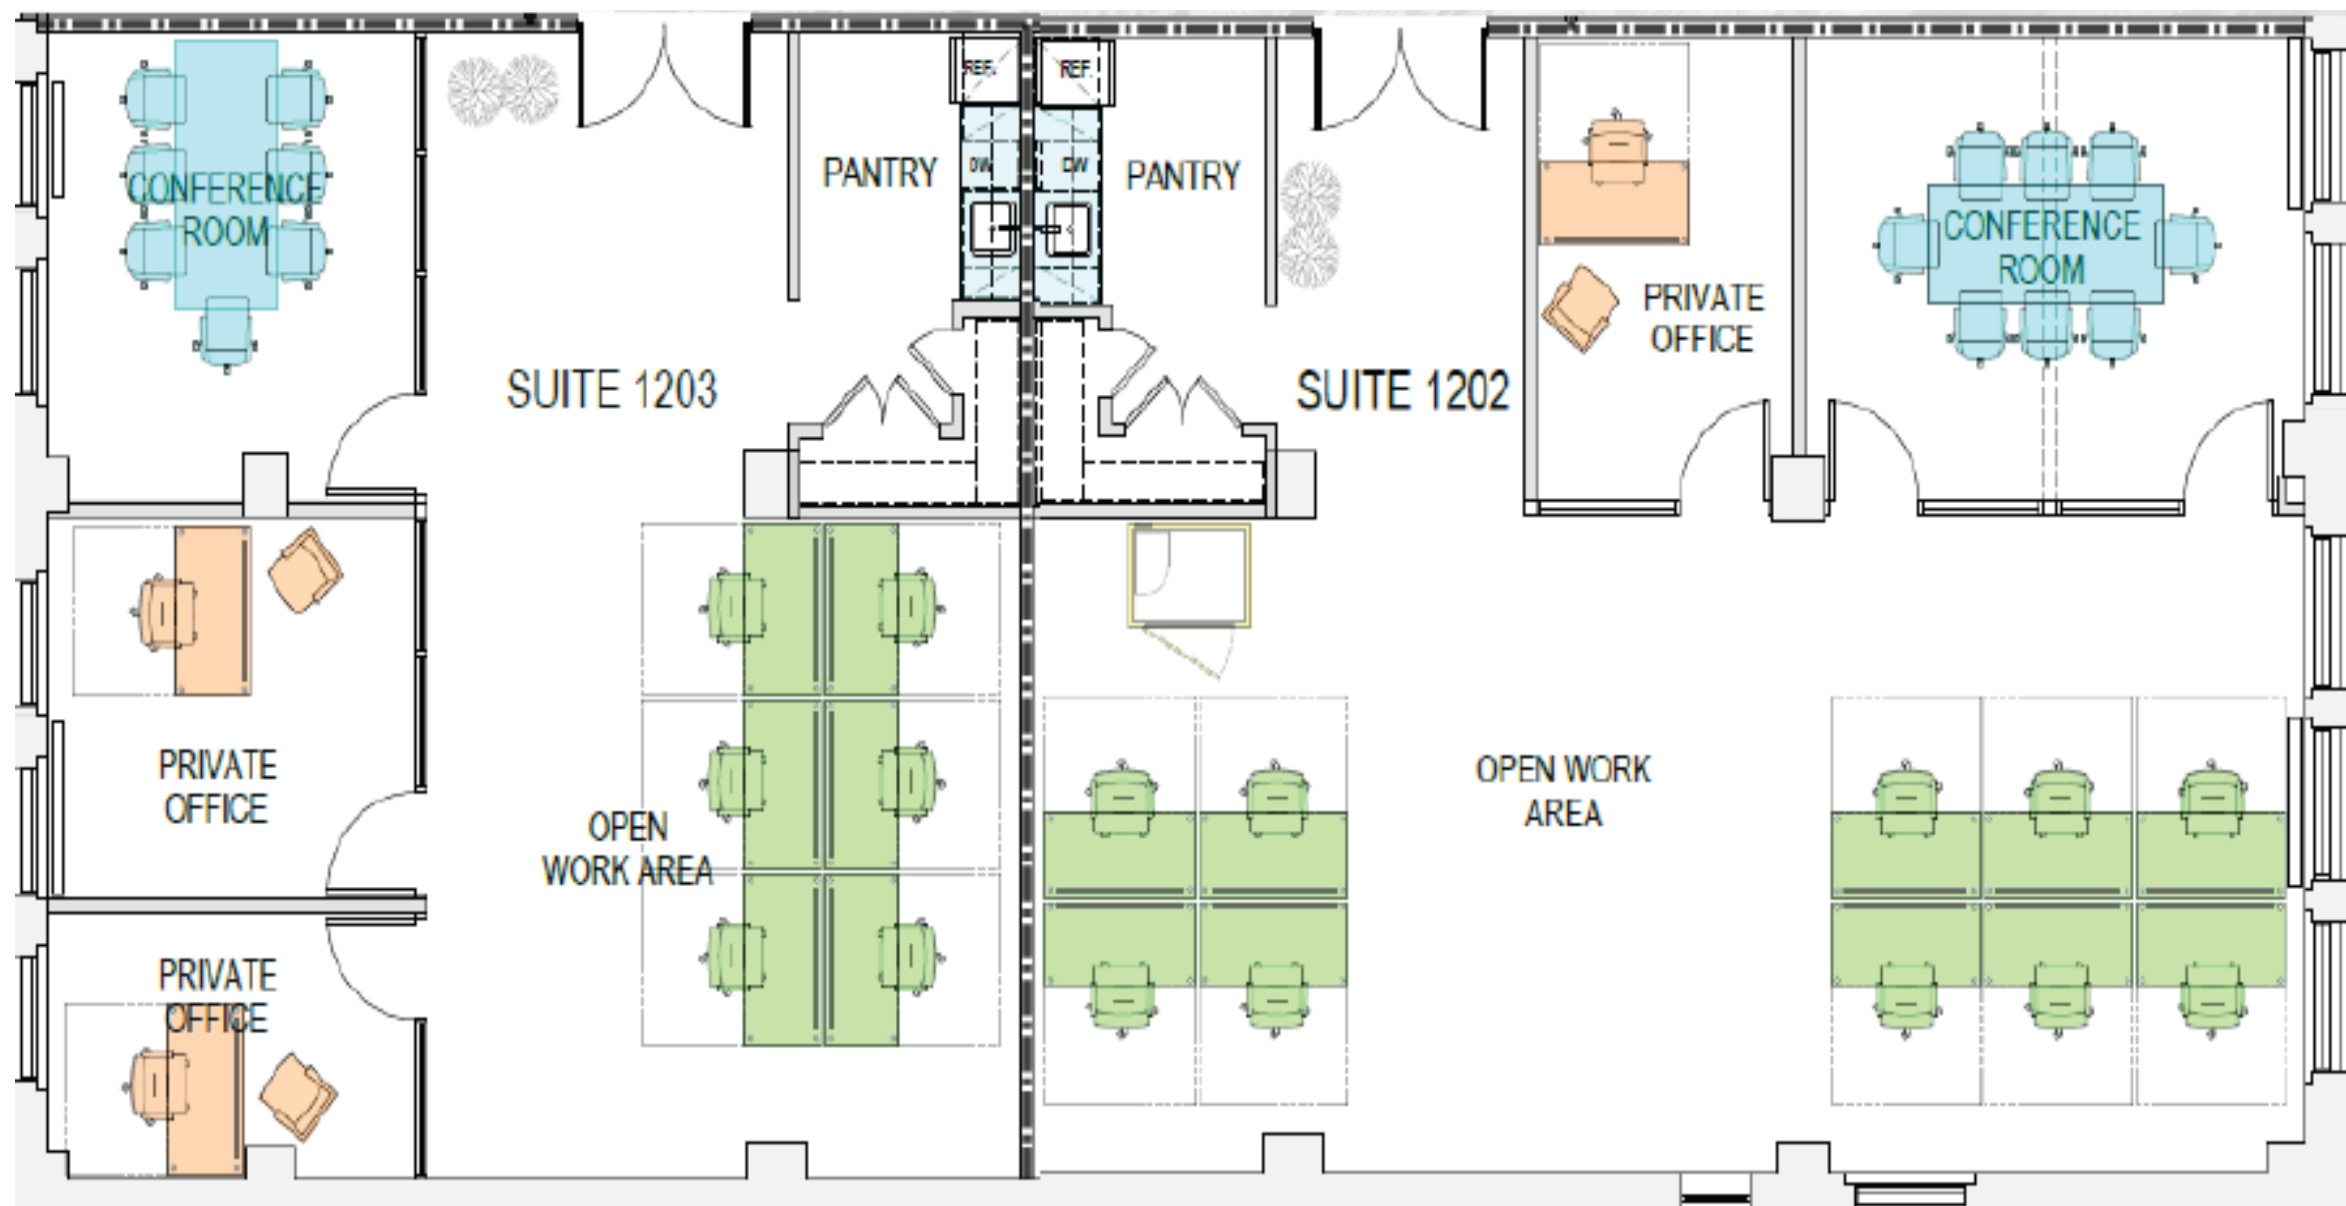 REF.
REF.
DW
DW
PANTRY
PANTRY
CONFERENCE
ROOM
CONFERENCE
ROOM
PRIVATE
OFFICE
SUITE 1203
SUITE 1202
PRIVATE
OFFICE
OPEN
WORK AREA
OPEN WORK
AREA
PRIVATE
OFFICE